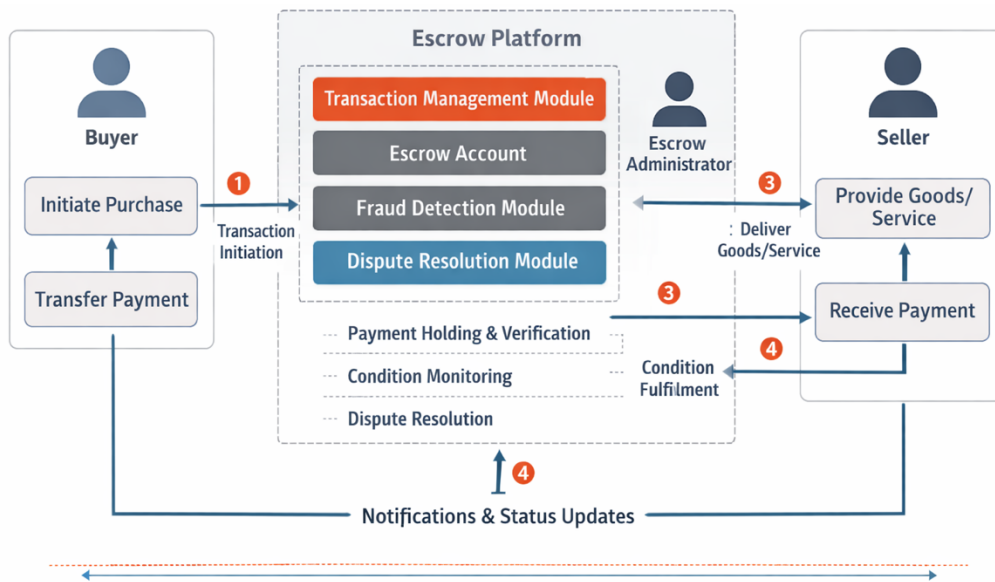 Escrow Platform
Buyer
Initiate Purchase
Transfer Payment
1
Transaction
Initiation
Transaction Management Module
Escrow Account
Fraud Detection Module
Dispute Resolution Module
Escrow
Administrator
Payment Holding & Verification
Condition Monitoring
Dispute Resolution
3
: Deliver
Goods/Service
3
4
Condition
Fulfilment
Seller
Provide Goods/
Service
Receive Payment
4
Notifications & Status Updates